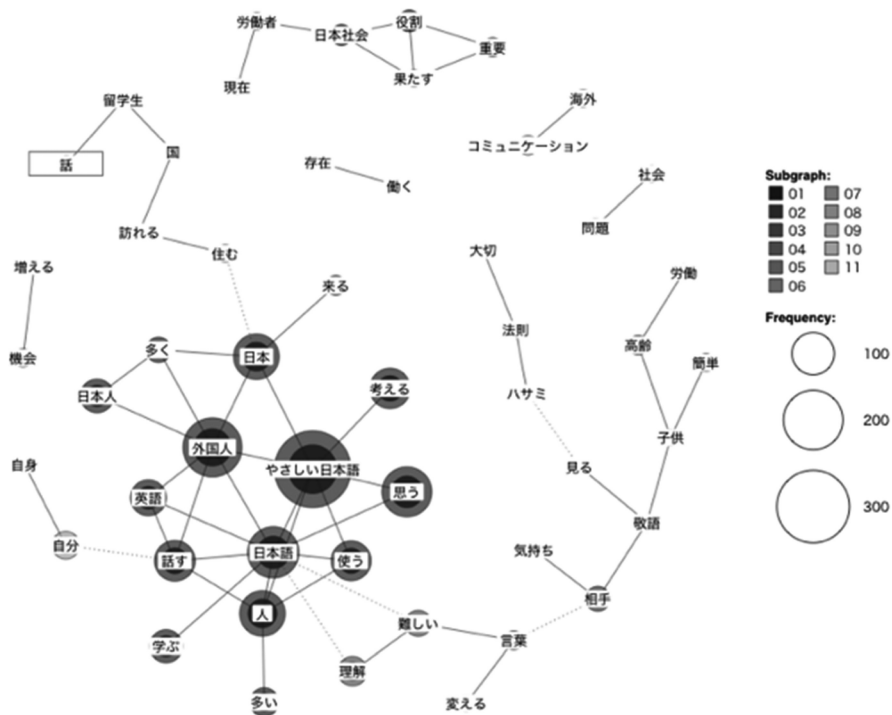 労働者
日本社会
役割
重要
果たす
現在
留学生
話
国
訪れる
住む
存在
働く
海外
コミュニケーション
社会
問題
増える
機会
来る
大切
法則
ハサミ
見る
労働
高齢
簡単
子供
敬語
気持ち
相手
言葉
変える
難しい
理解
多く
日本
日本人
考える
外国人
やさしい日本語
思う
英語
自身
自分
話す
日本語
使う
人
学ぶ
多い
Subgraph:
01 07
02 08
03 09
04 10
05 11
06
Frequency:
100
200
300